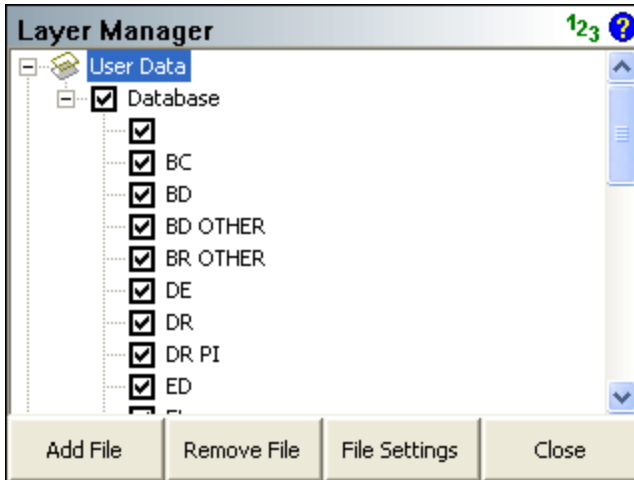 Layer Manager
123 ?
User Data
Database
BC
BD
BD OTHER
BR OTHER
DE
DR
DR PI
ED
Add File Remove File File Settings Close